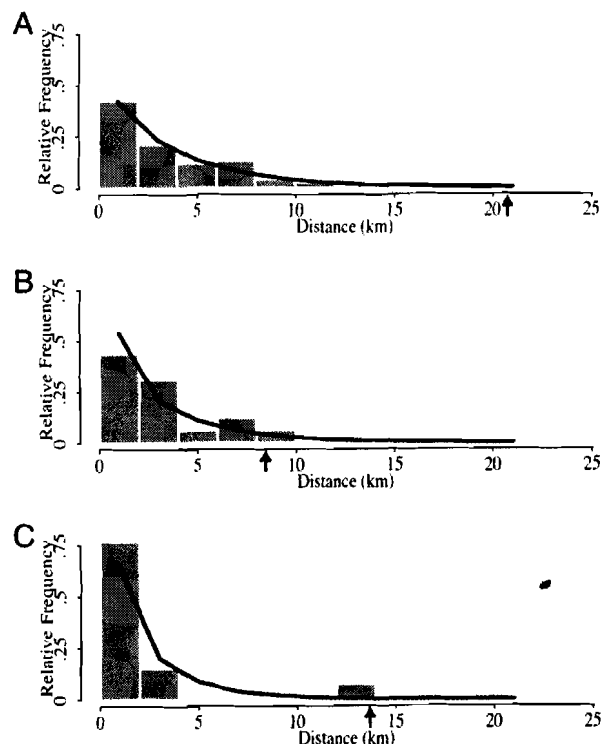 A
Relative Frequency
0 .25 .5 .75
0 5 10 15 20 25
Distance (km)
B
Relative Frequency
0 .25 .5 .75
0 5 10 15 20 25
Distance (km)
C
Relative Frequency
0 .25 .5 .75
0 5 10 15 20 25
Distance (km)